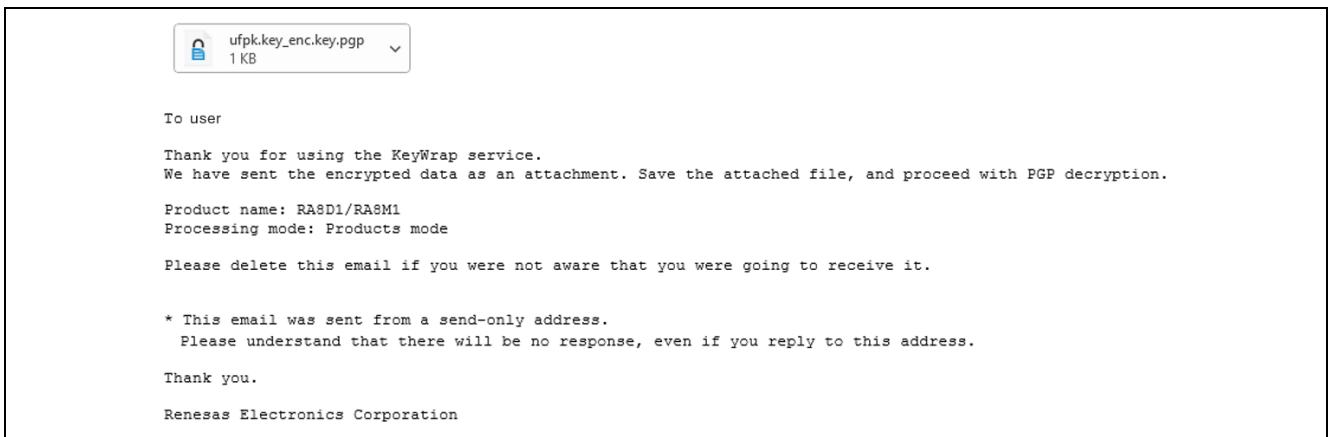 ufpk.key_enc.key.pgp
1 KB
To user
Thank you for using the KeyWrap service.
We have sent the encrypted data as an attachment. Save the attached file, and proceed with PGP decryption.
Product name: RA8D1/RA8M1
Processing mode: Products mode
Please delete this email if you were not aware that you were going to receive it.
* This email was sent from a send-only address.
Please understand that there will be no response, even if you reply to this address.
Thank you.
Renesas Electronics Corporation